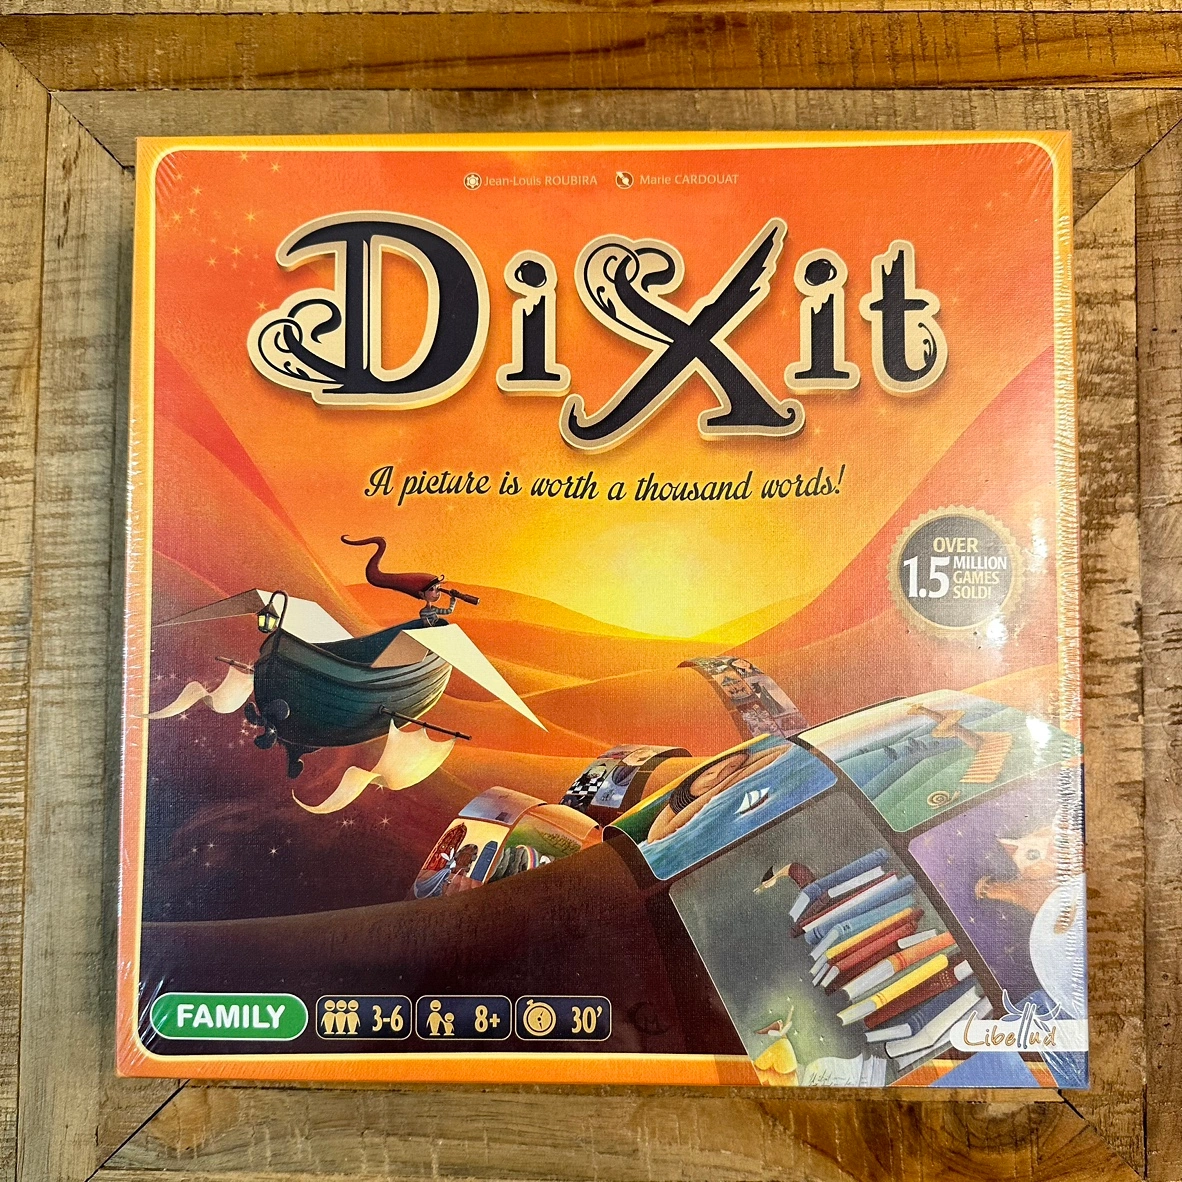 Jean-Louis ROUBIRA Marie CARDOUAT
DiXit
A picture is worth a thousand words!
OVER
1.5 MILLION
GAMES
SOLD!
FAMILY 3-6 8+ 30'
Libellud